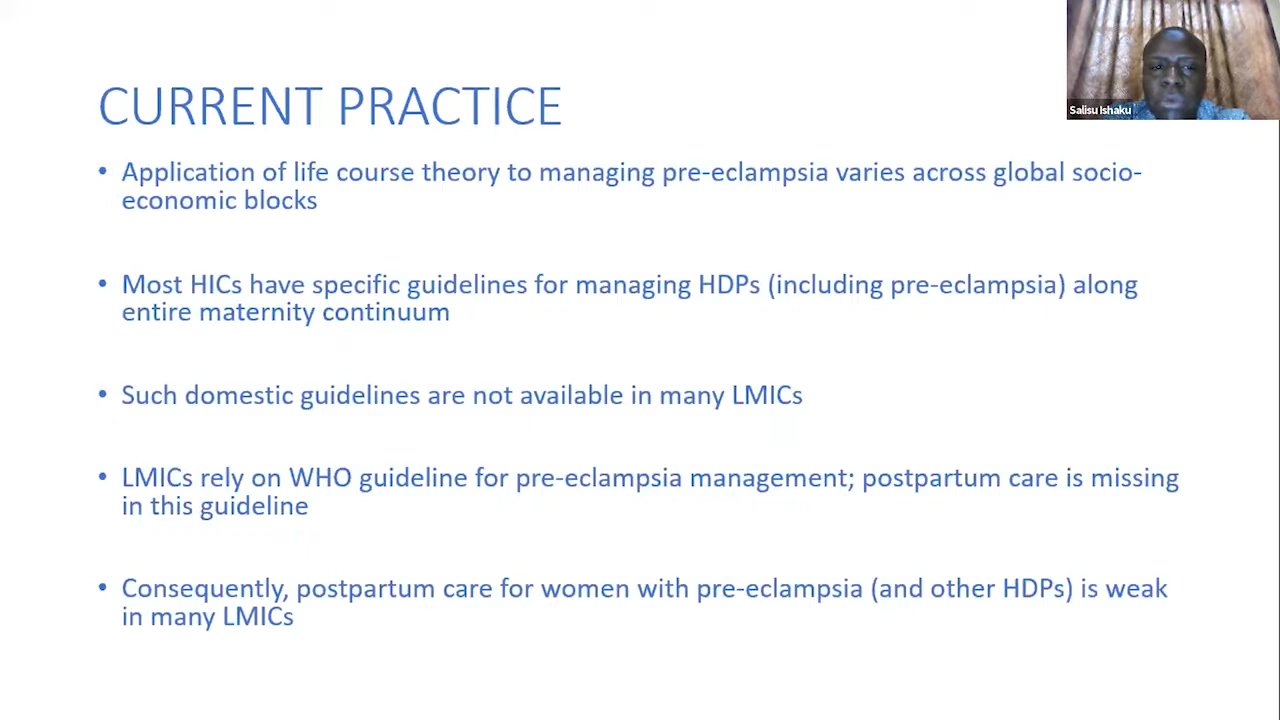 CURRENT PRACTICE
Salisu Ishaku
• Application of life course theory to managing pre-eclampsia varies across global socio-
economic blocks
• Most HICs have specific guidelines for managing HDPs (including pre-eclampsia) along
entire maternity continuum
• Such domestic guidelines are not available in many LMICs
• LMICs rely on WHO guideline for pre-eclampsia management; postpartum care is missing
in this guideline
• Consequently, postpartum care for women with pre-eclampsia (and other HDPs) is weak
in many LMICs